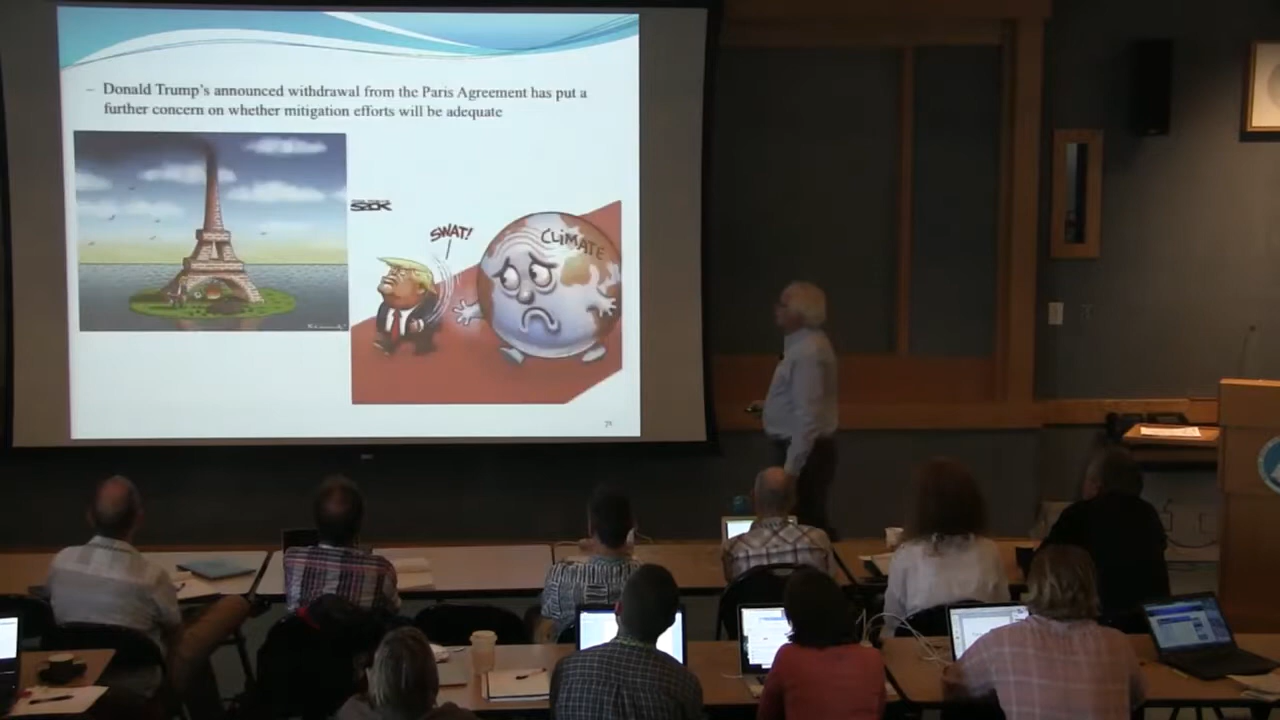 – Donald Trump's announced withdrawal from the Paris Agreement has put a
further concern on whether mitigation efforts will be adequate
SACK
SWAT!
CLIMATE